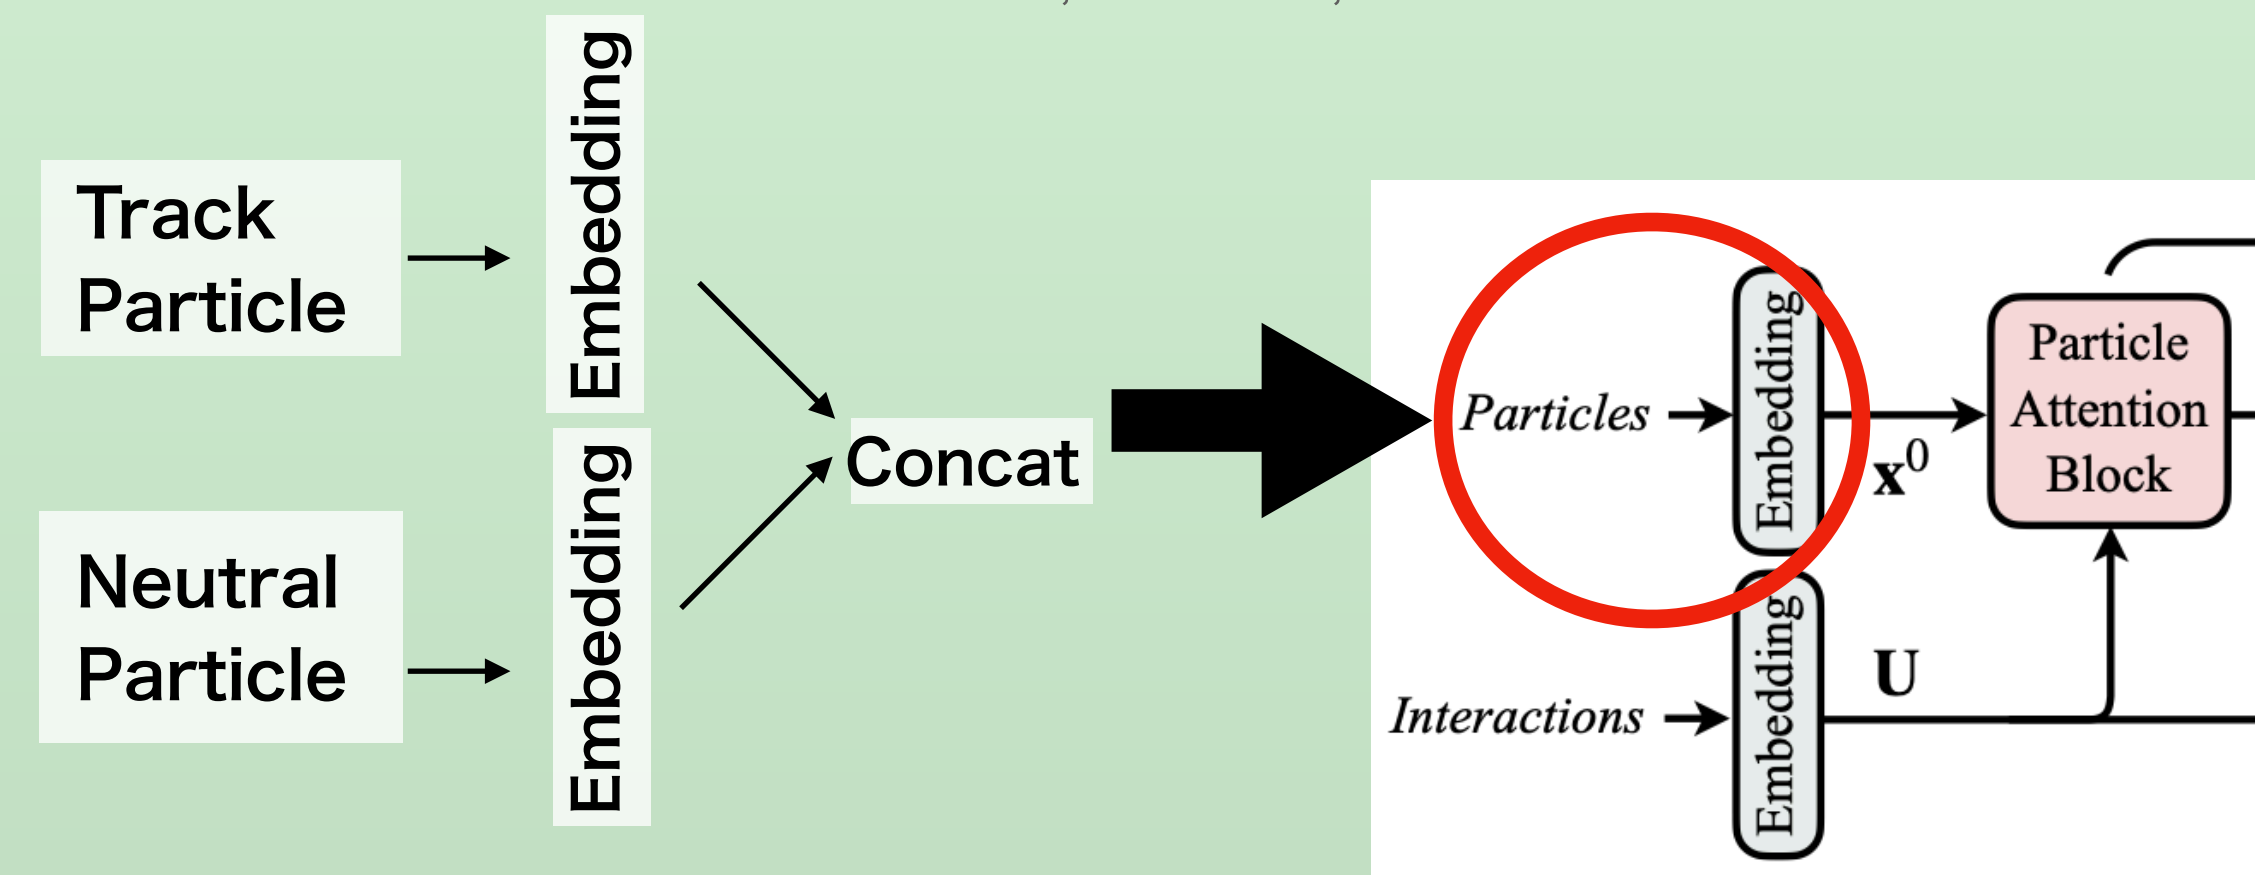 Track
Particle
Embedding
Neutral
Particle
Embedding
Concat
Particles
Embedding
x⁰
Particle
Attention
Block
Interactions
Embedding
U